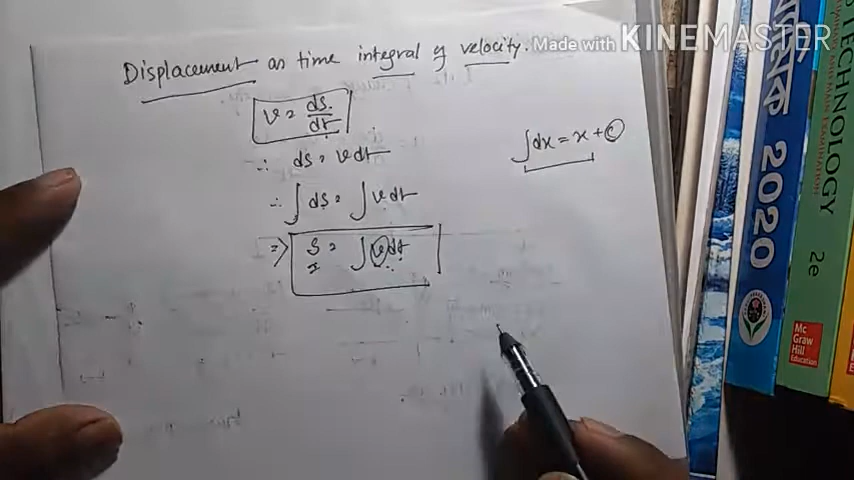 Made with KINEMASTER
Displacement as time integral of velocity.
v = ds/dt
∴ ds = v dt
∴ ∫ds = ∫v dt
=> s = ∫v dt
∫dx = x + c
2020
TECHNOLOGY
2e
Mc
Graw
Hill
Education